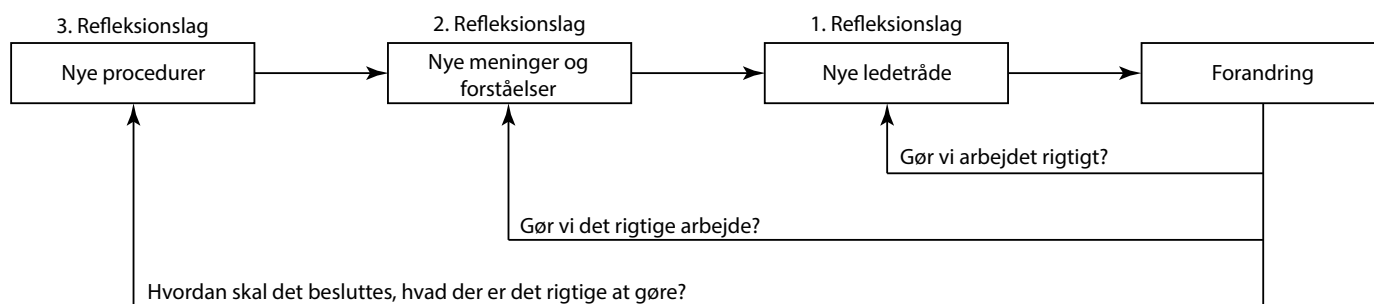 3. Refleksionslag
2. Refleksionslag
1. Refleksionslag
Nye procedurer
Nye meninger og
forståelser
Nye ledetråde
Forandring
Gør vi arbejdet rigtigt?
Gør vi det rigtige arbejde?
Hvordan skal det besluttes, hvad der er det rigtige at gøre?